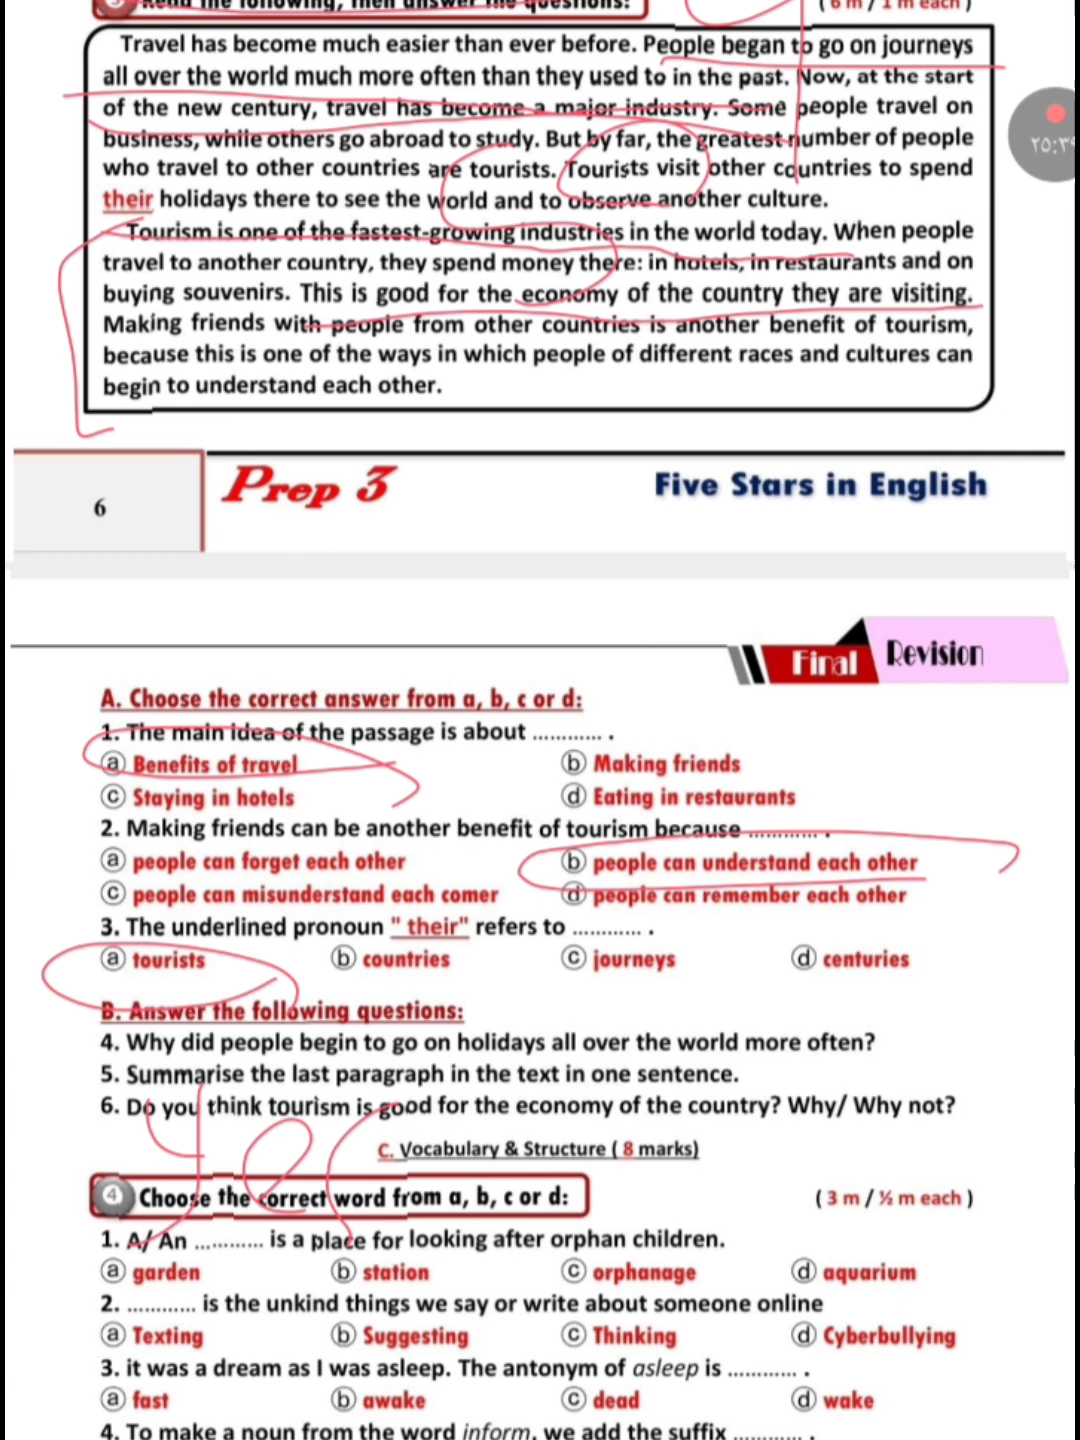 3 Read the following, then answer the questions: ( 6 m / 1 m each )
Travel has become much easier than ever before. People began to go on journeys
all over the world much more often than they used to in the past. Now, at the start
of the new century, travel has become a major industry. Some people travel on
business, while others go abroad to study. But by far, the greatest number of people
who travel to other countries are tourists. Tourists visit other countries to spend
their holidays there to see the world and to observe another culture.
Tourism is one of the fastest-growing industries in the world today. When people
travel to another country, they spend money there: in hotels, in restaurants and on
buying souvenirs. This is good for the economy of the country they are visiting.
Making friends with people from other countries is another benefit of tourism,
because this is one of the ways in which people of different races and cultures can
begin to understand each other.
6 Prep 3 Five Stars in English
Final Revision
A. Choose the correct answer from a, b, c or d:
1. The main idea of the passage is about ............ .
ⓐ Benefits of travel ⓑ Making friends
ⓒ Staying in hotels ⓓ Eating in restaurants
2. Making friends can be another benefit of tourism because ............ .
ⓐ people can forget each other ⓑ people can understand each other
ⓒ people can misunderstand each comer ⓓ people can remember each other
3. The underlined pronoun " their" refers to ............ .
ⓐ tourists ⓑ countries ⓒ journeys ⓓ centuries
B. Answer the following questions:
4. Why did people begin to go on holidays all over the world more often?
5. Summarise the last paragraph in the text in one sentence.
6. Do you think tourism is good for the economy of the country? Why/ Why not?
yes
C. Vocabulary & Structure ( 8 marks)
4 Choose the correct word from a, b, c or d: ( 3 m / ½ m each )
1. A/ An ............ is a place for looking after orphan children.
ⓐ garden ⓑ station ⓒ orphanage ⓓ aquarium
2. ............ is the unkind things we say or write about someone online
ⓐ Texting ⓑ Suggesting ⓒ Thinking ⓓ Cyberbullying
3. it was a dream as I was asleep. The antonym of asleep is ............ .
ⓐ fast ⓑ awake ⓒ dead ⓓ wake
4. To make a noun from the word inform, we add the suffix ............ .